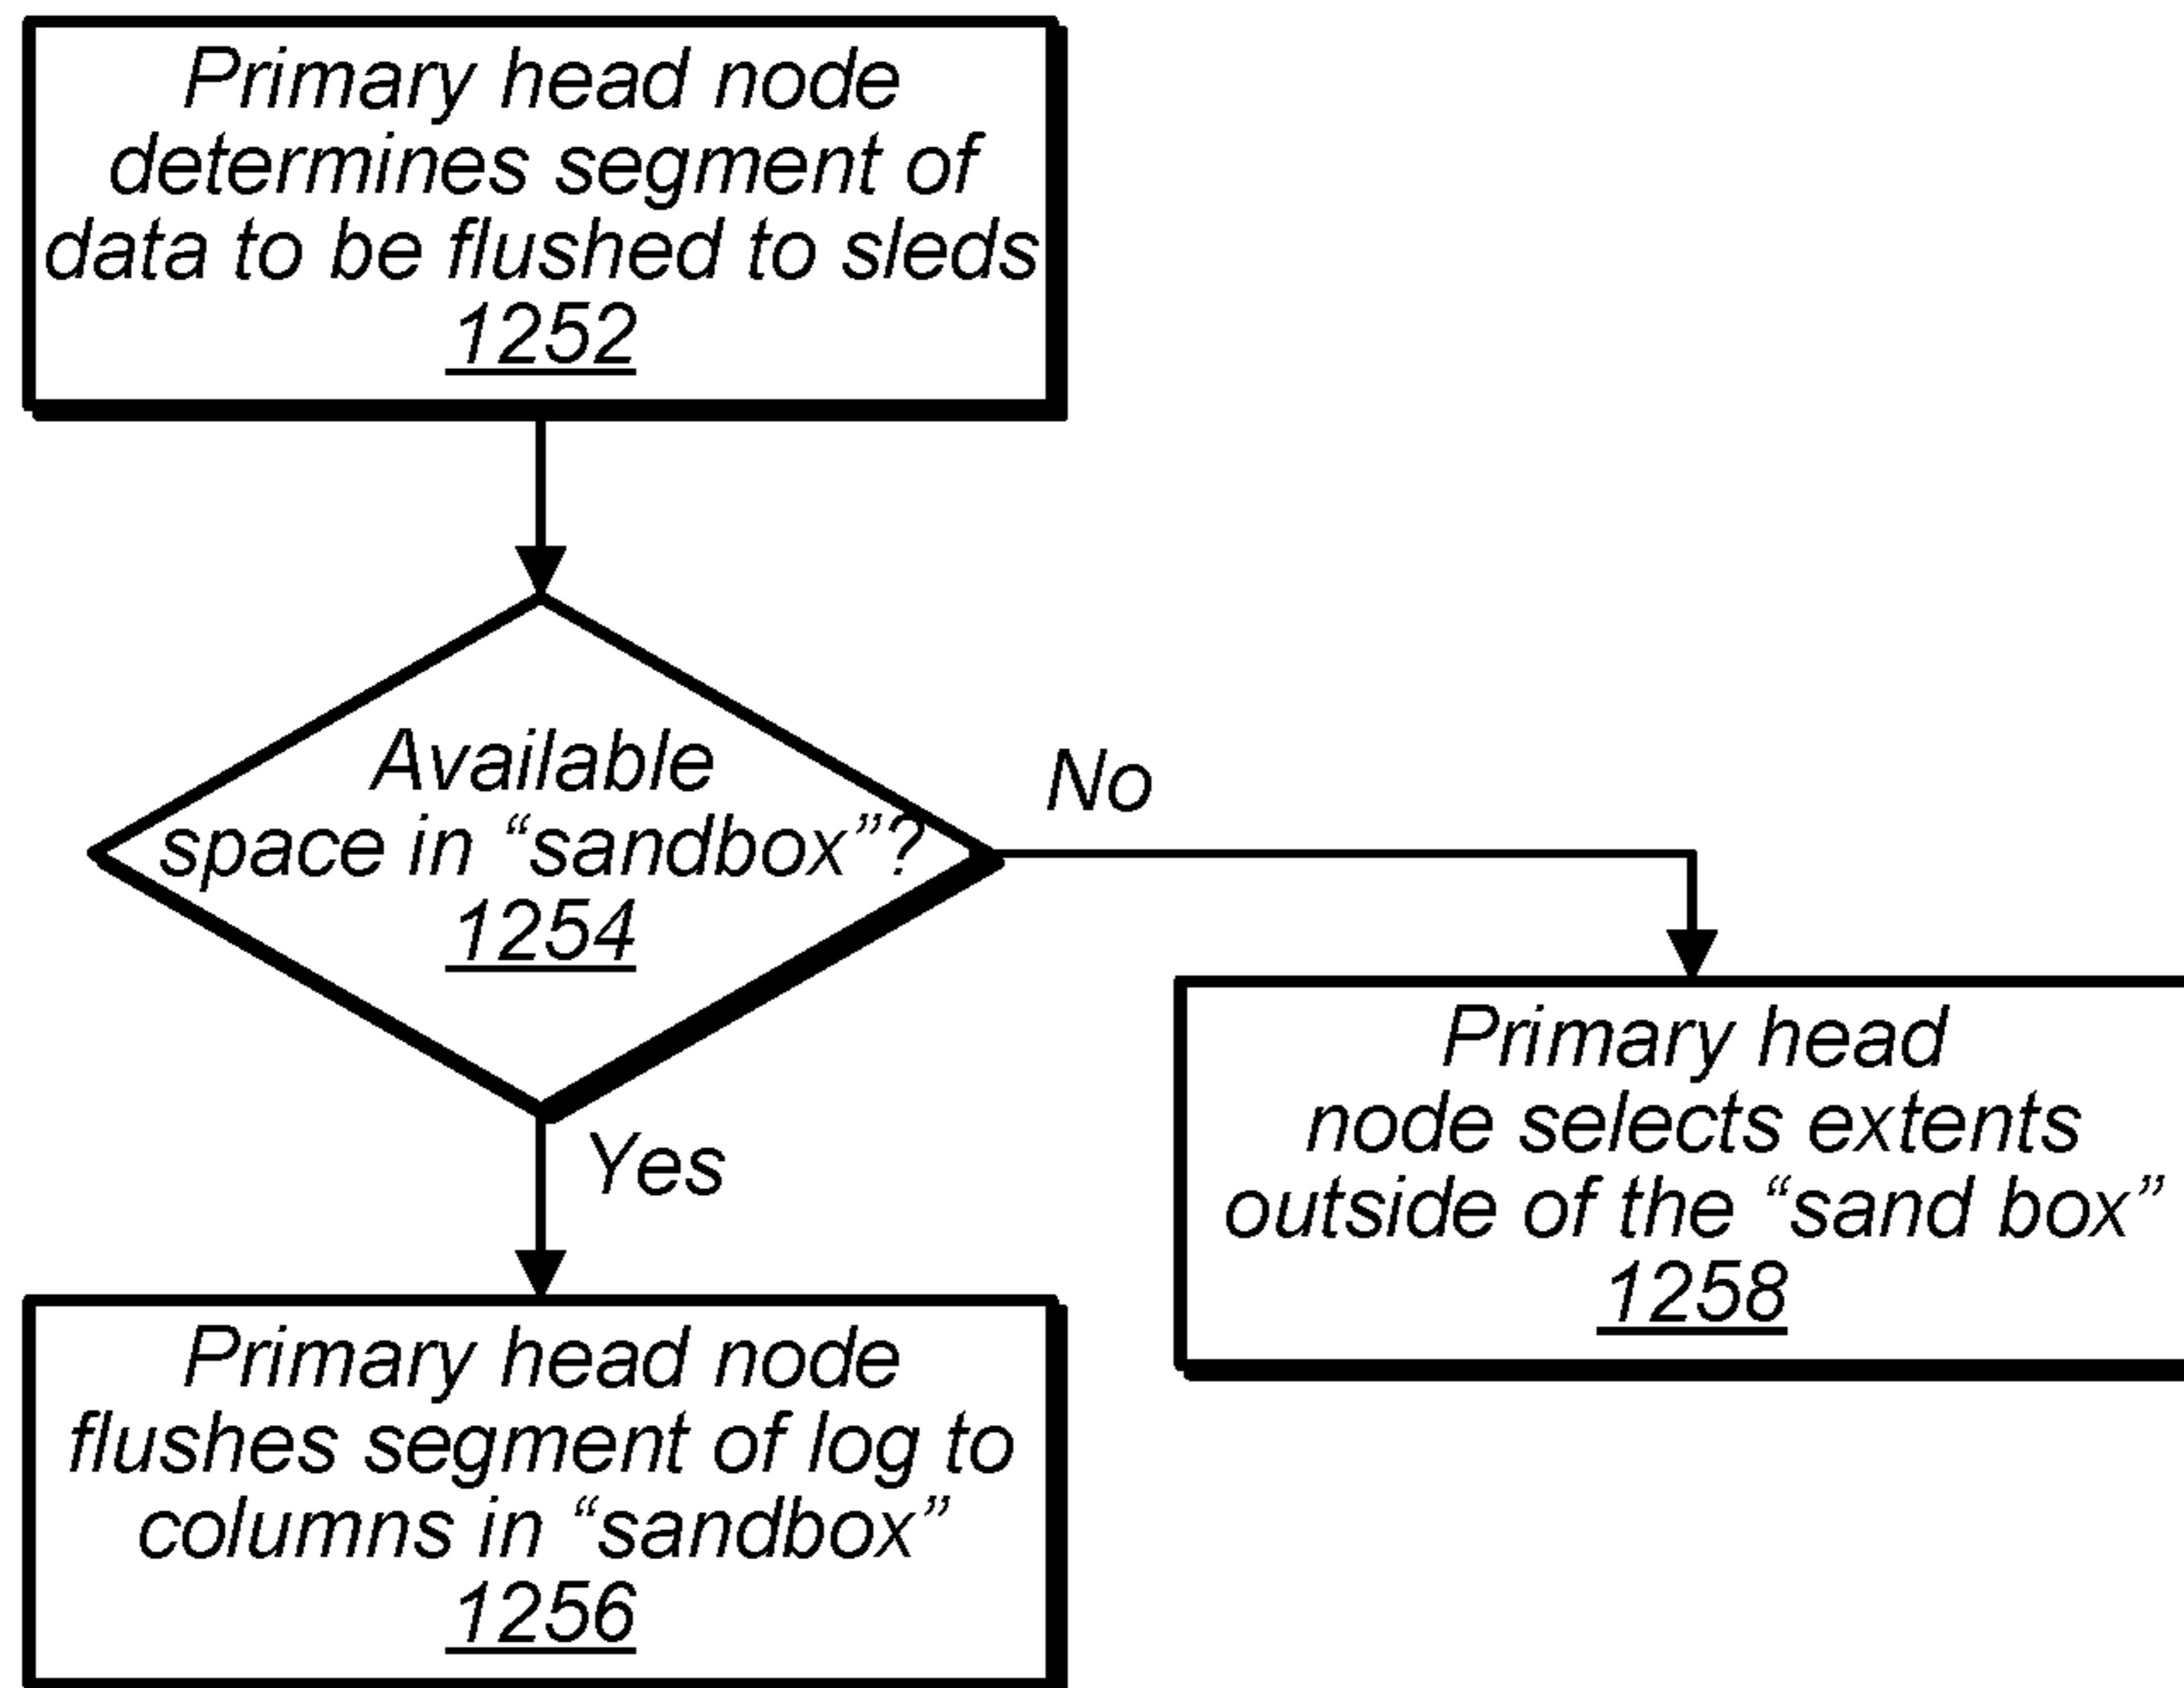 Primary head node
determines segment of
data to be flushed to sleds
1252
Available
space in “sandbox”?
1254
No
Yes
Primary head
node selects extents
outside of the “sand box”
1258
Primary head node
flushes segment of log to
columns in “sandbox”
1256